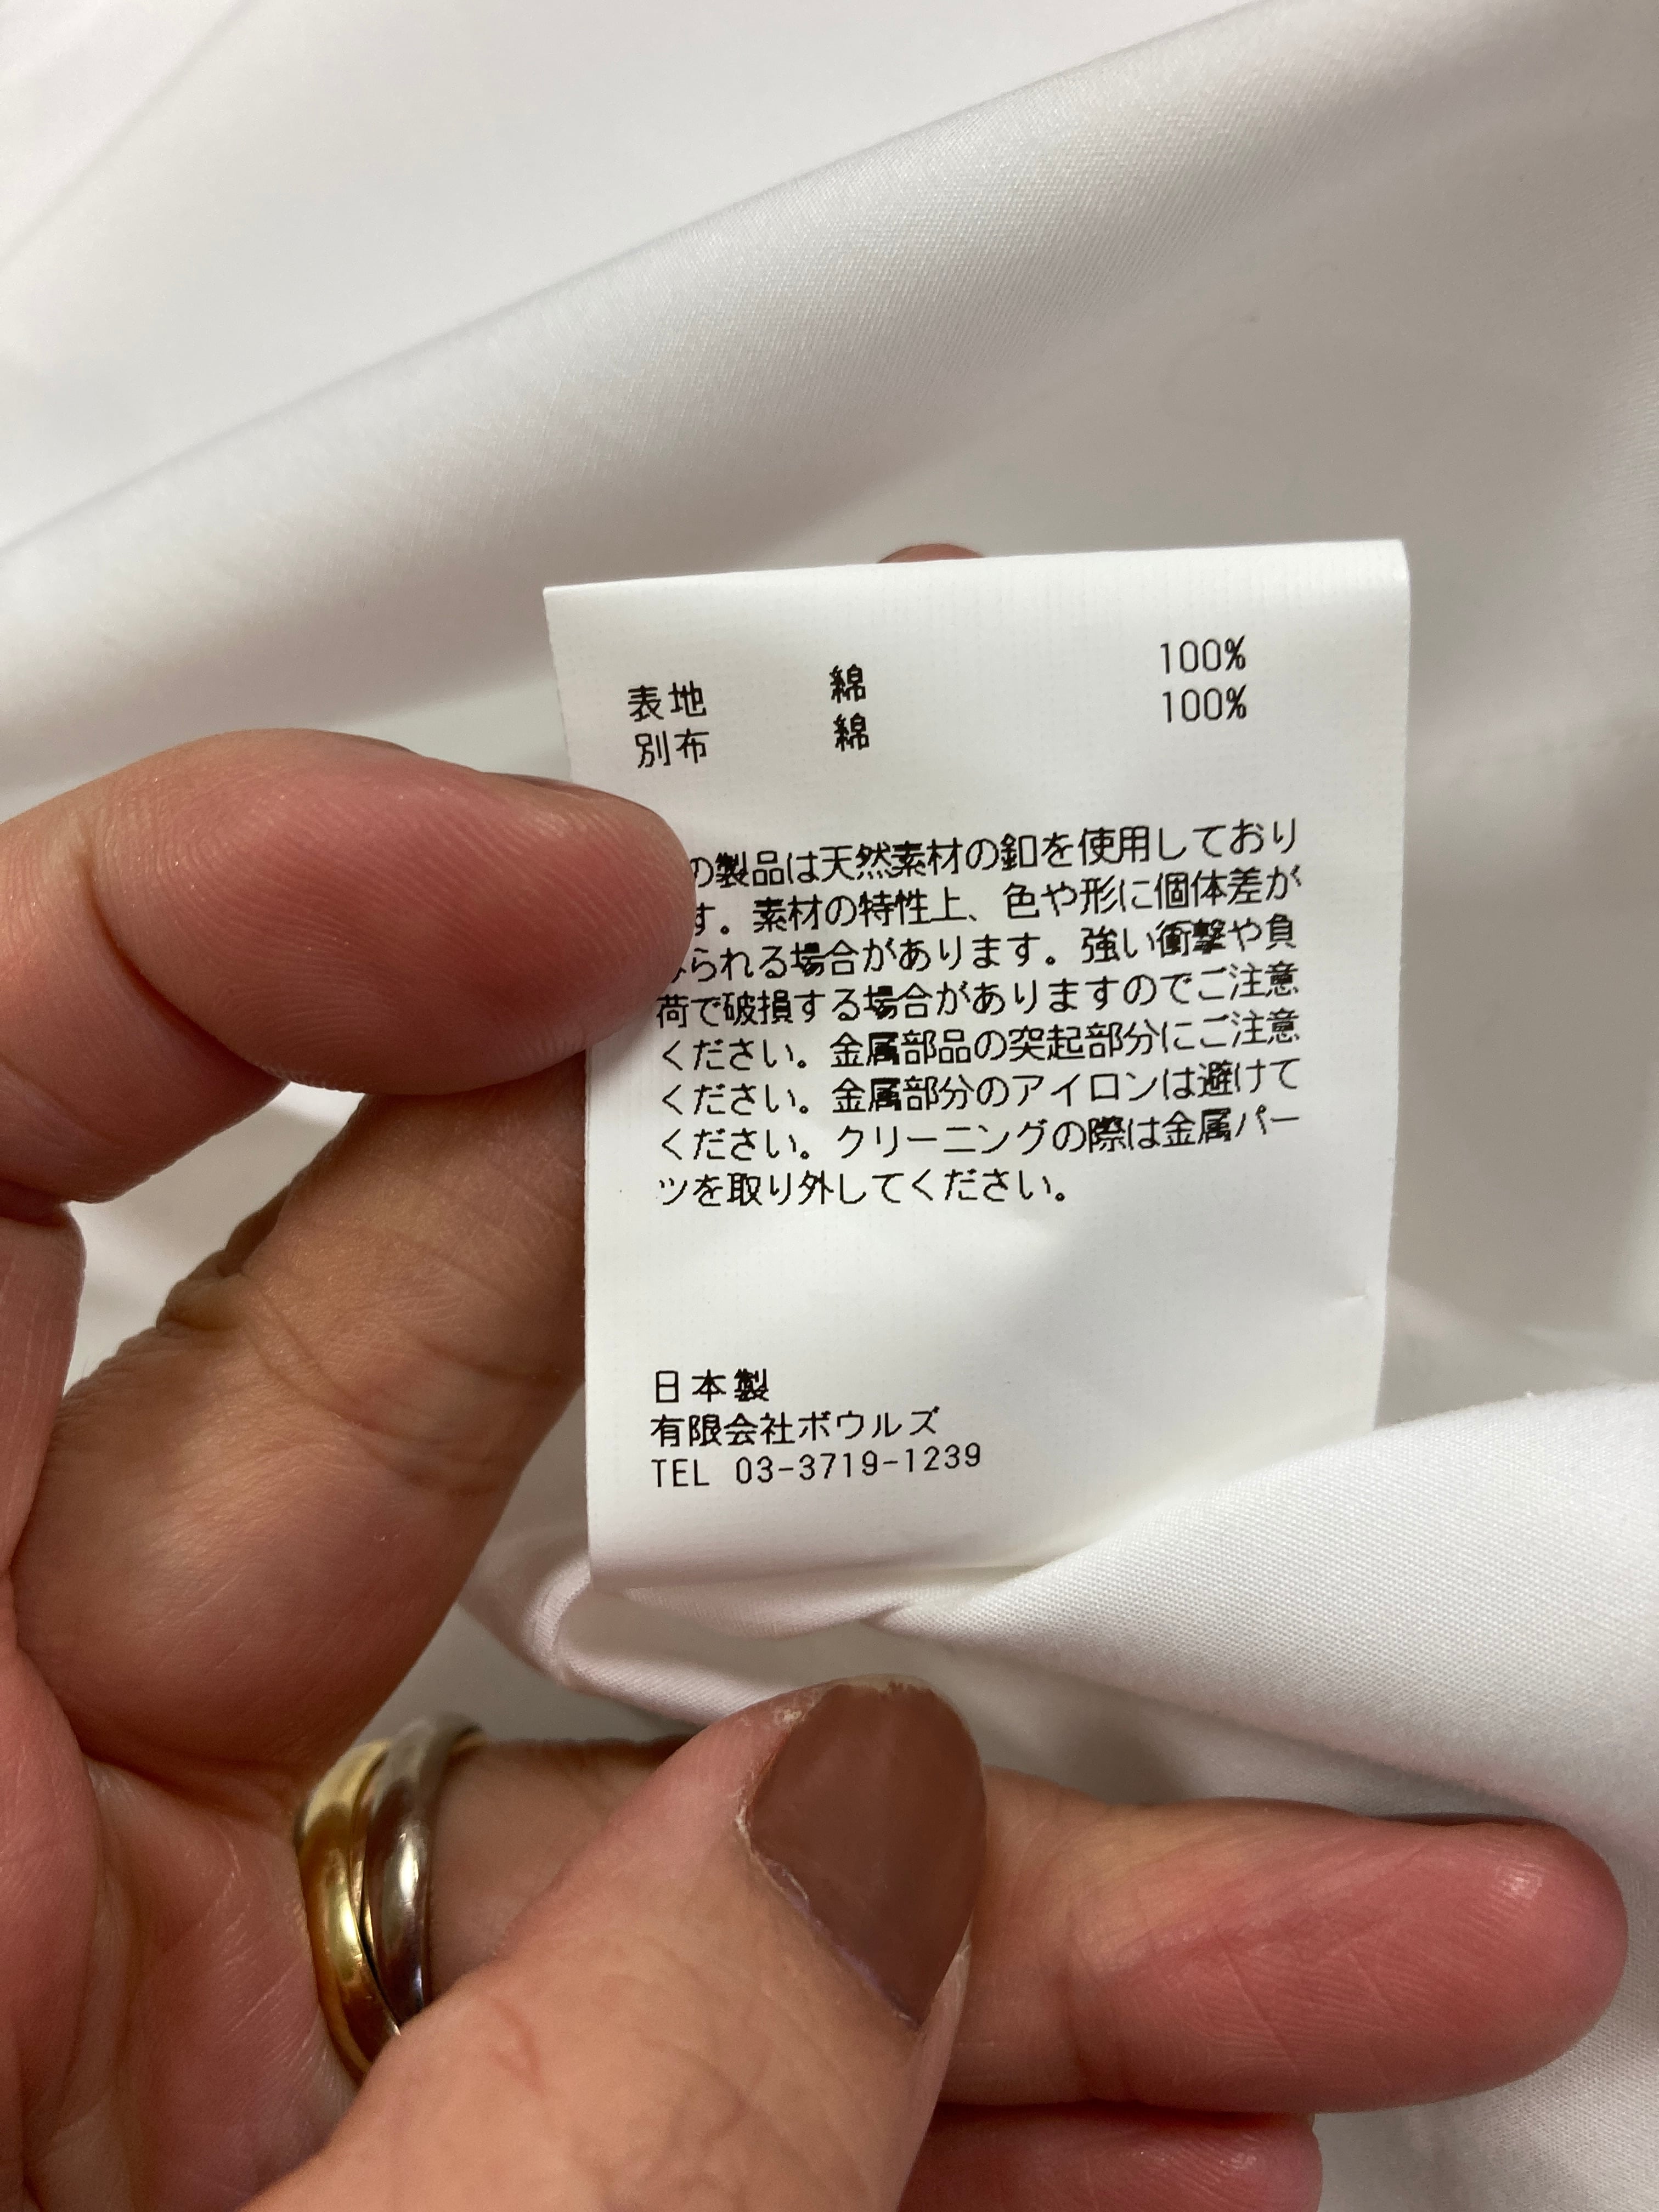 表地 綿 100%
別布 綿 100%
の製品は天然素材の釦を使用しており
す。素材の特性上、色や形に個体差が
られる場合があります。強い衝撃や負
荷で破損する場合がありますのでご注意
ください。金属部品の突起部分にご注意
ください。金属部分のアイロンは避けて
ください。クリーニングの際は金属パー
ツを取り外してください。
日本製
有限会社ボウルズ
TEL 03-3719-1239